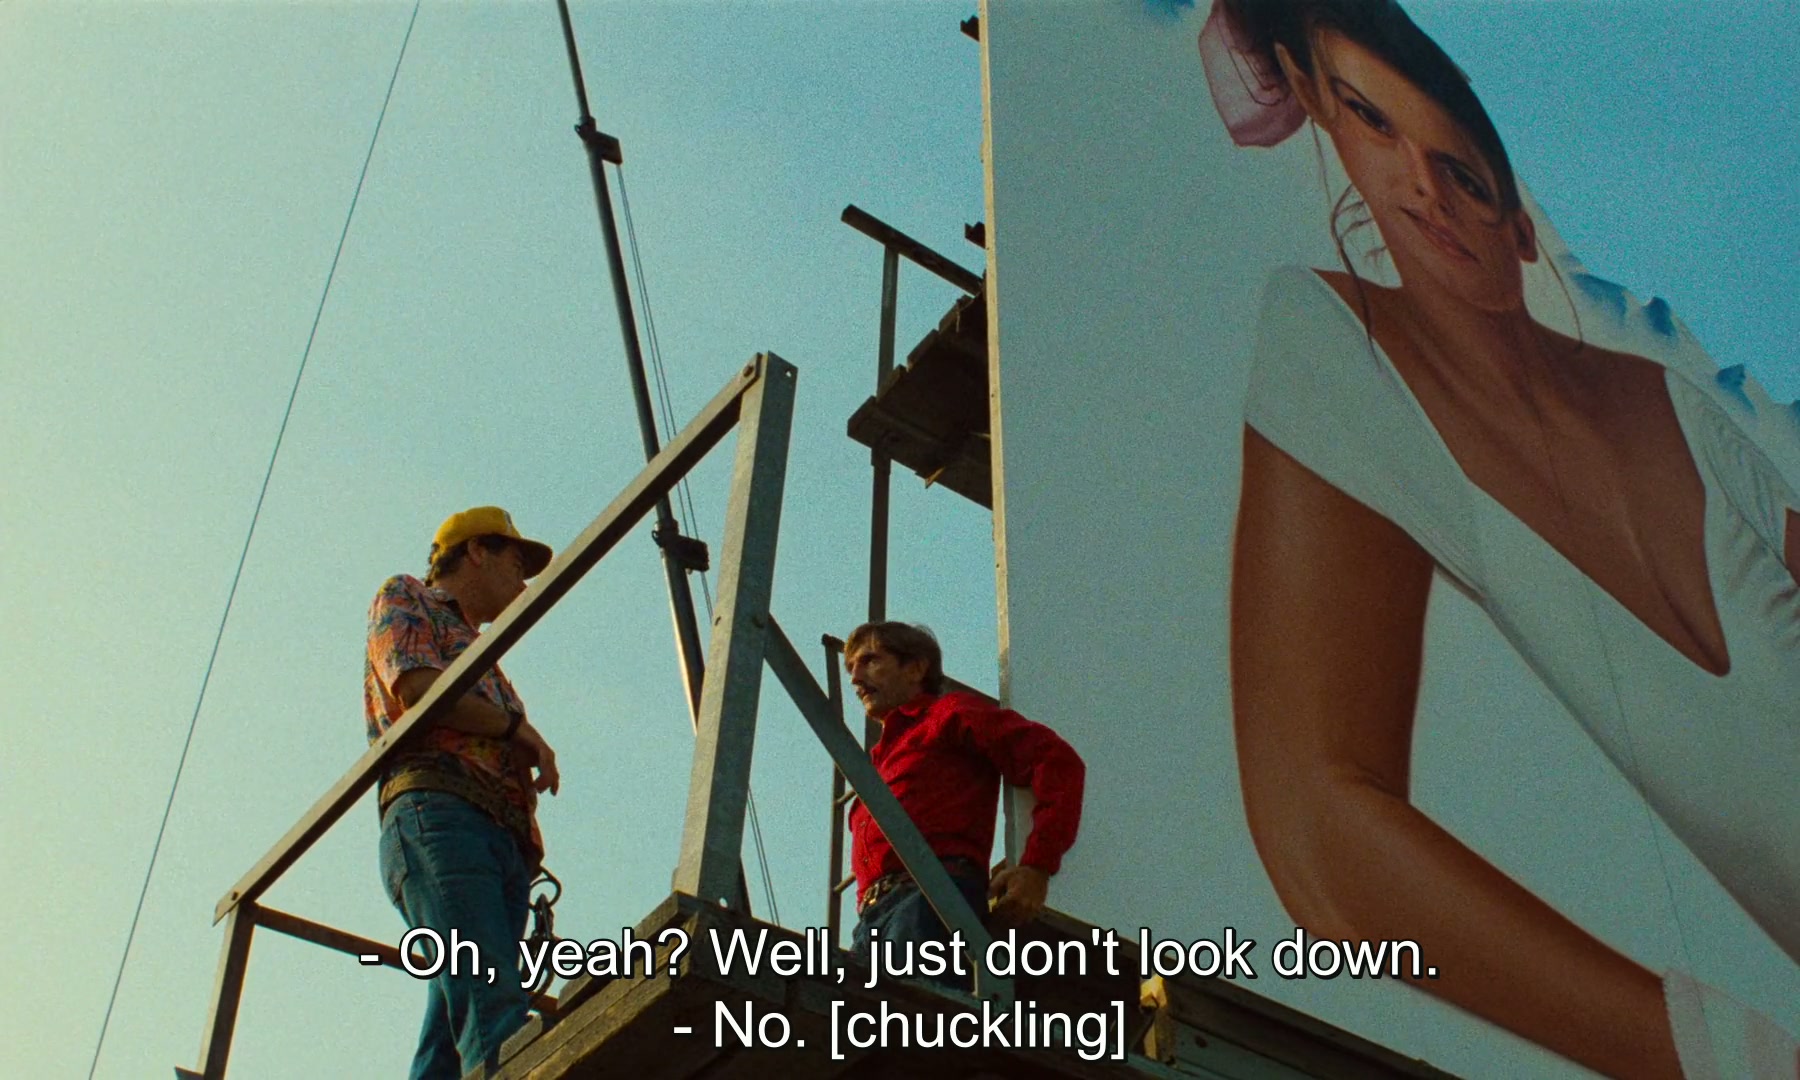 - Oh, yeah? Well, just don't look down.
- No. [chuckling]